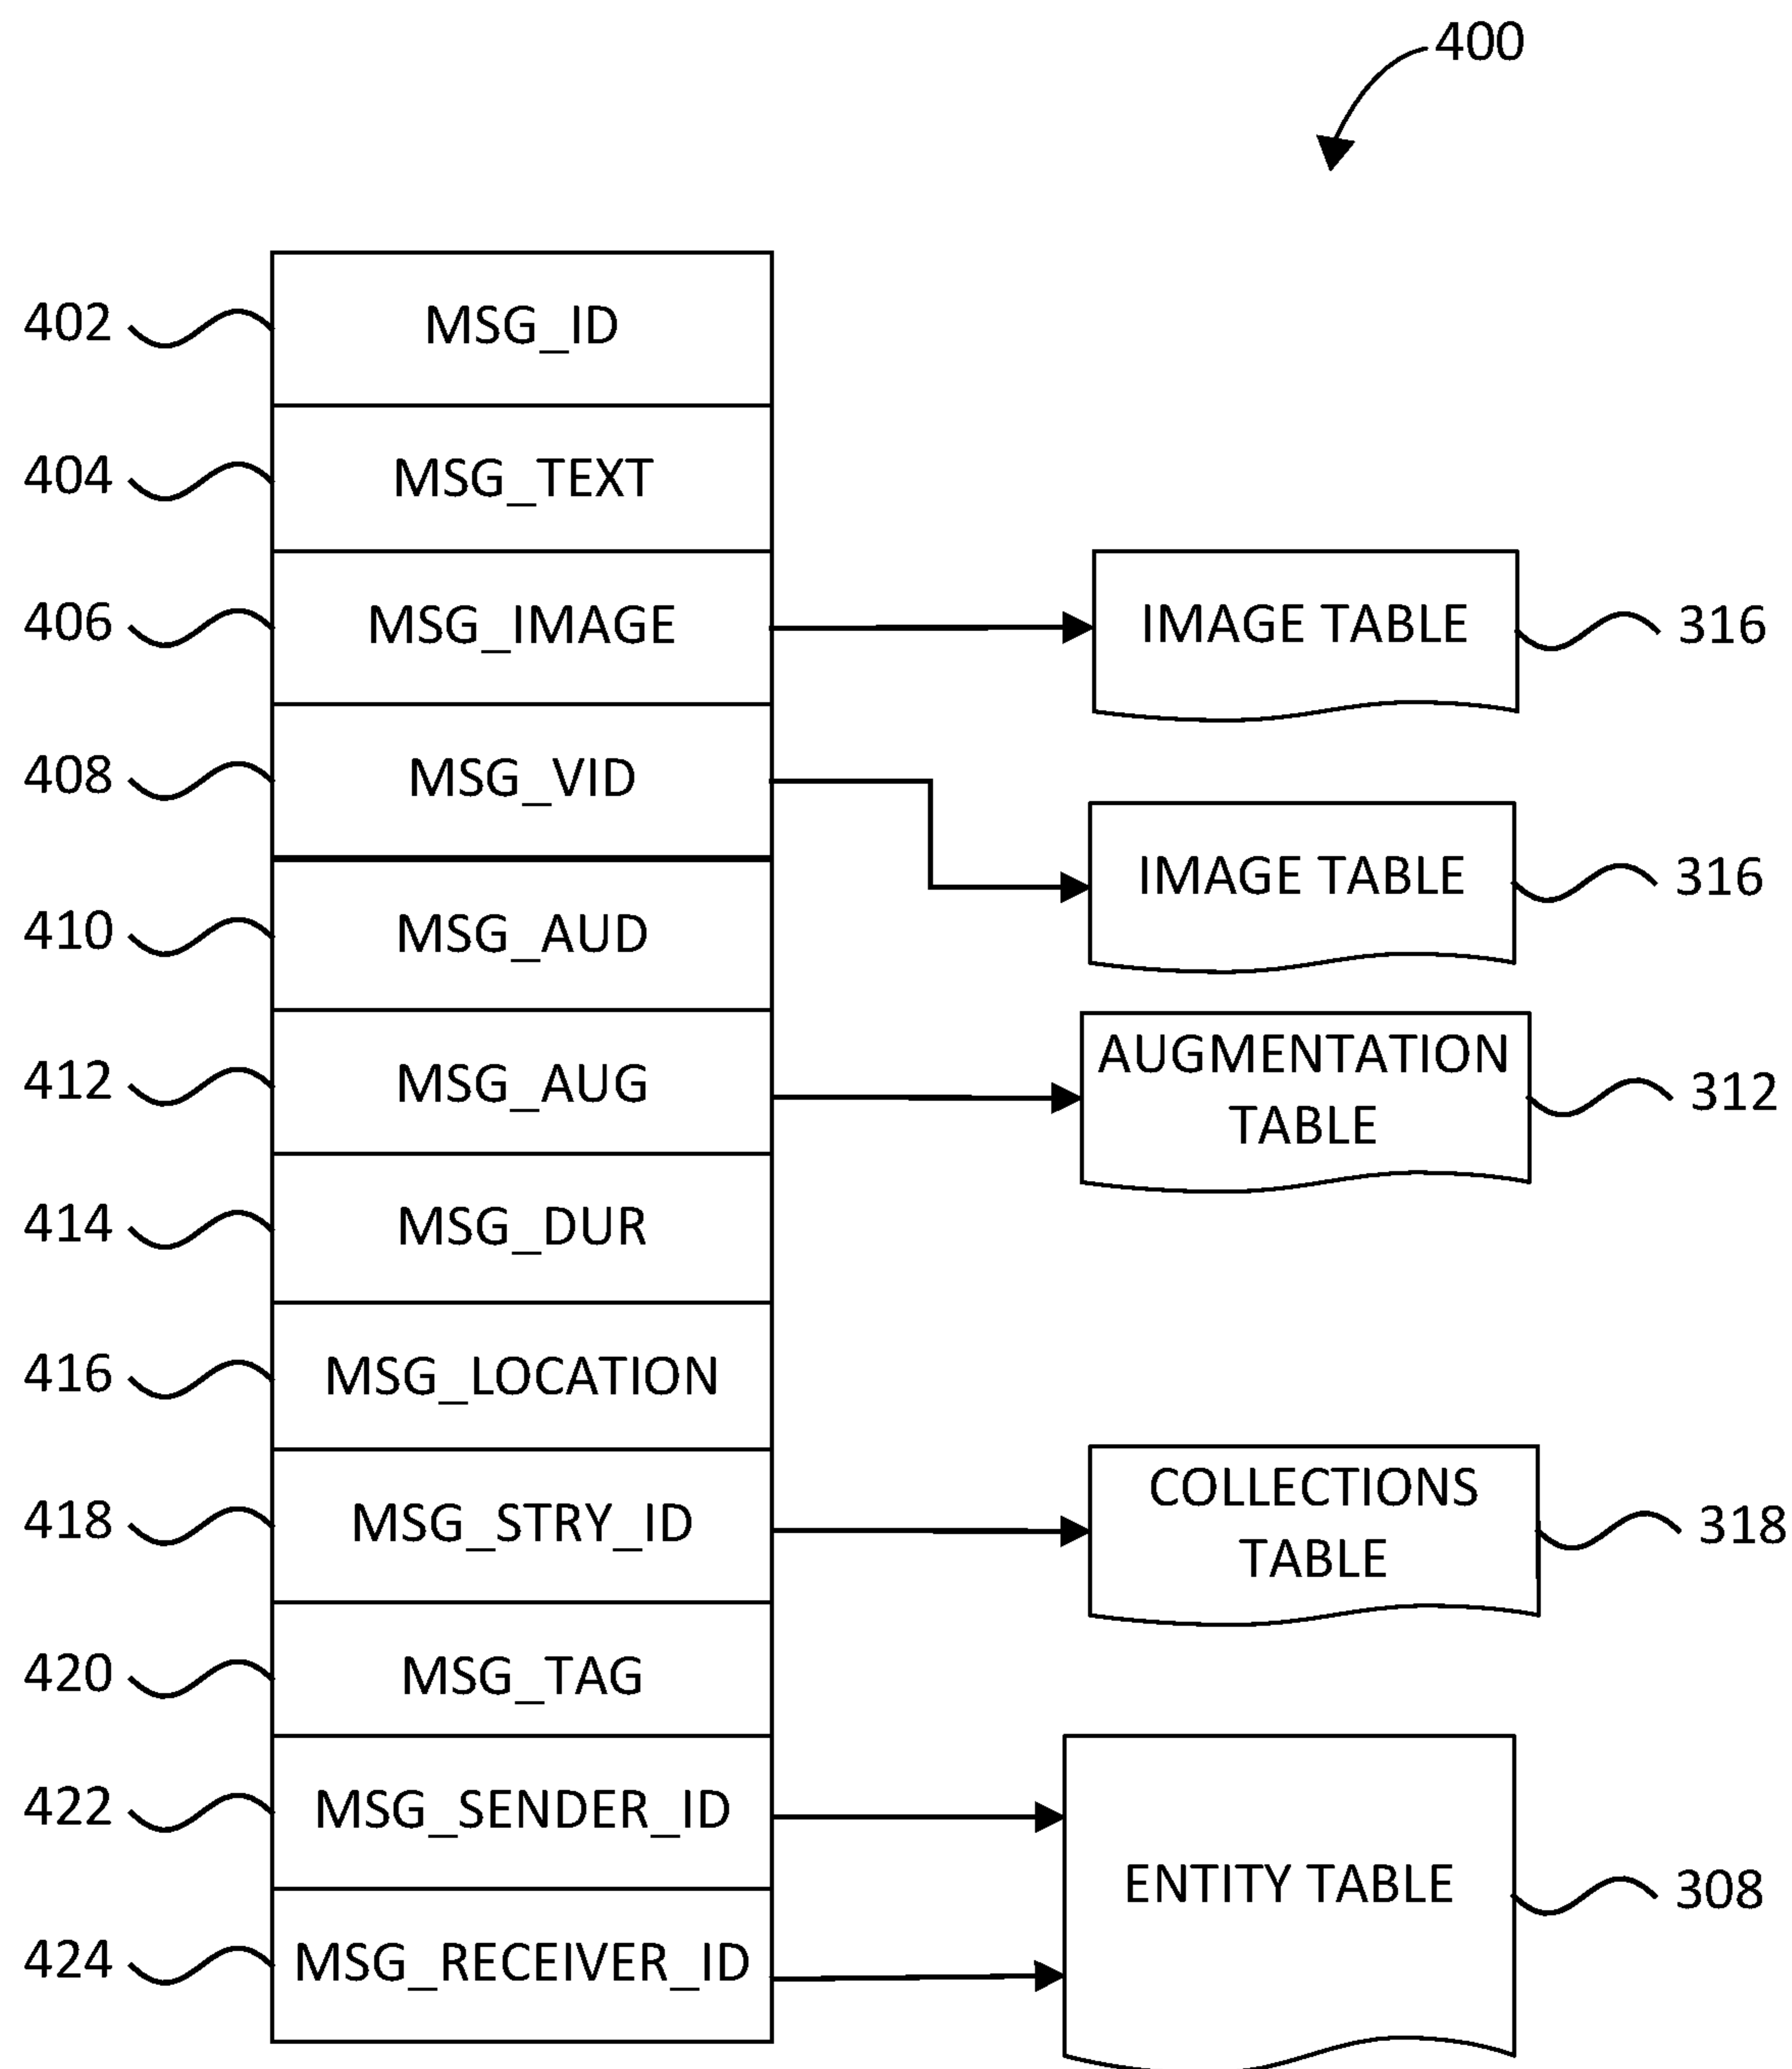 400
402 MSG_ID
404 MSG_TEXT
406 MSG_IMAGE IMAGE TABLE 316
408 MSG_VID IMAGE TABLE 316
410 MSG_AUD
412 MSG_AUG AUGMENTATION TABLE 312
414 MSG_DUR
416 MSG_LOCATION
418 MSG_STRY_ID COLLECTIONS TABLE 318
420 MSG_TAG
422 MSG_SENDER_ID
ENTITY TABLE 308
424 MSG_RECEIVER_ID